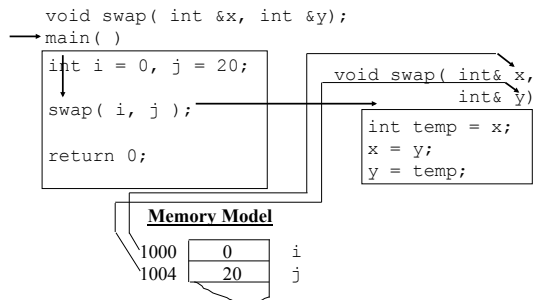 void swap( int &x, int &y);
main( )
int i = 0, j = 20;
swap( i, j );
return 0;
void swap( int& x,
int& y)
int temp = x;
x = y;
y = temp;
Memory Model
1000 0 i
1004 20 j